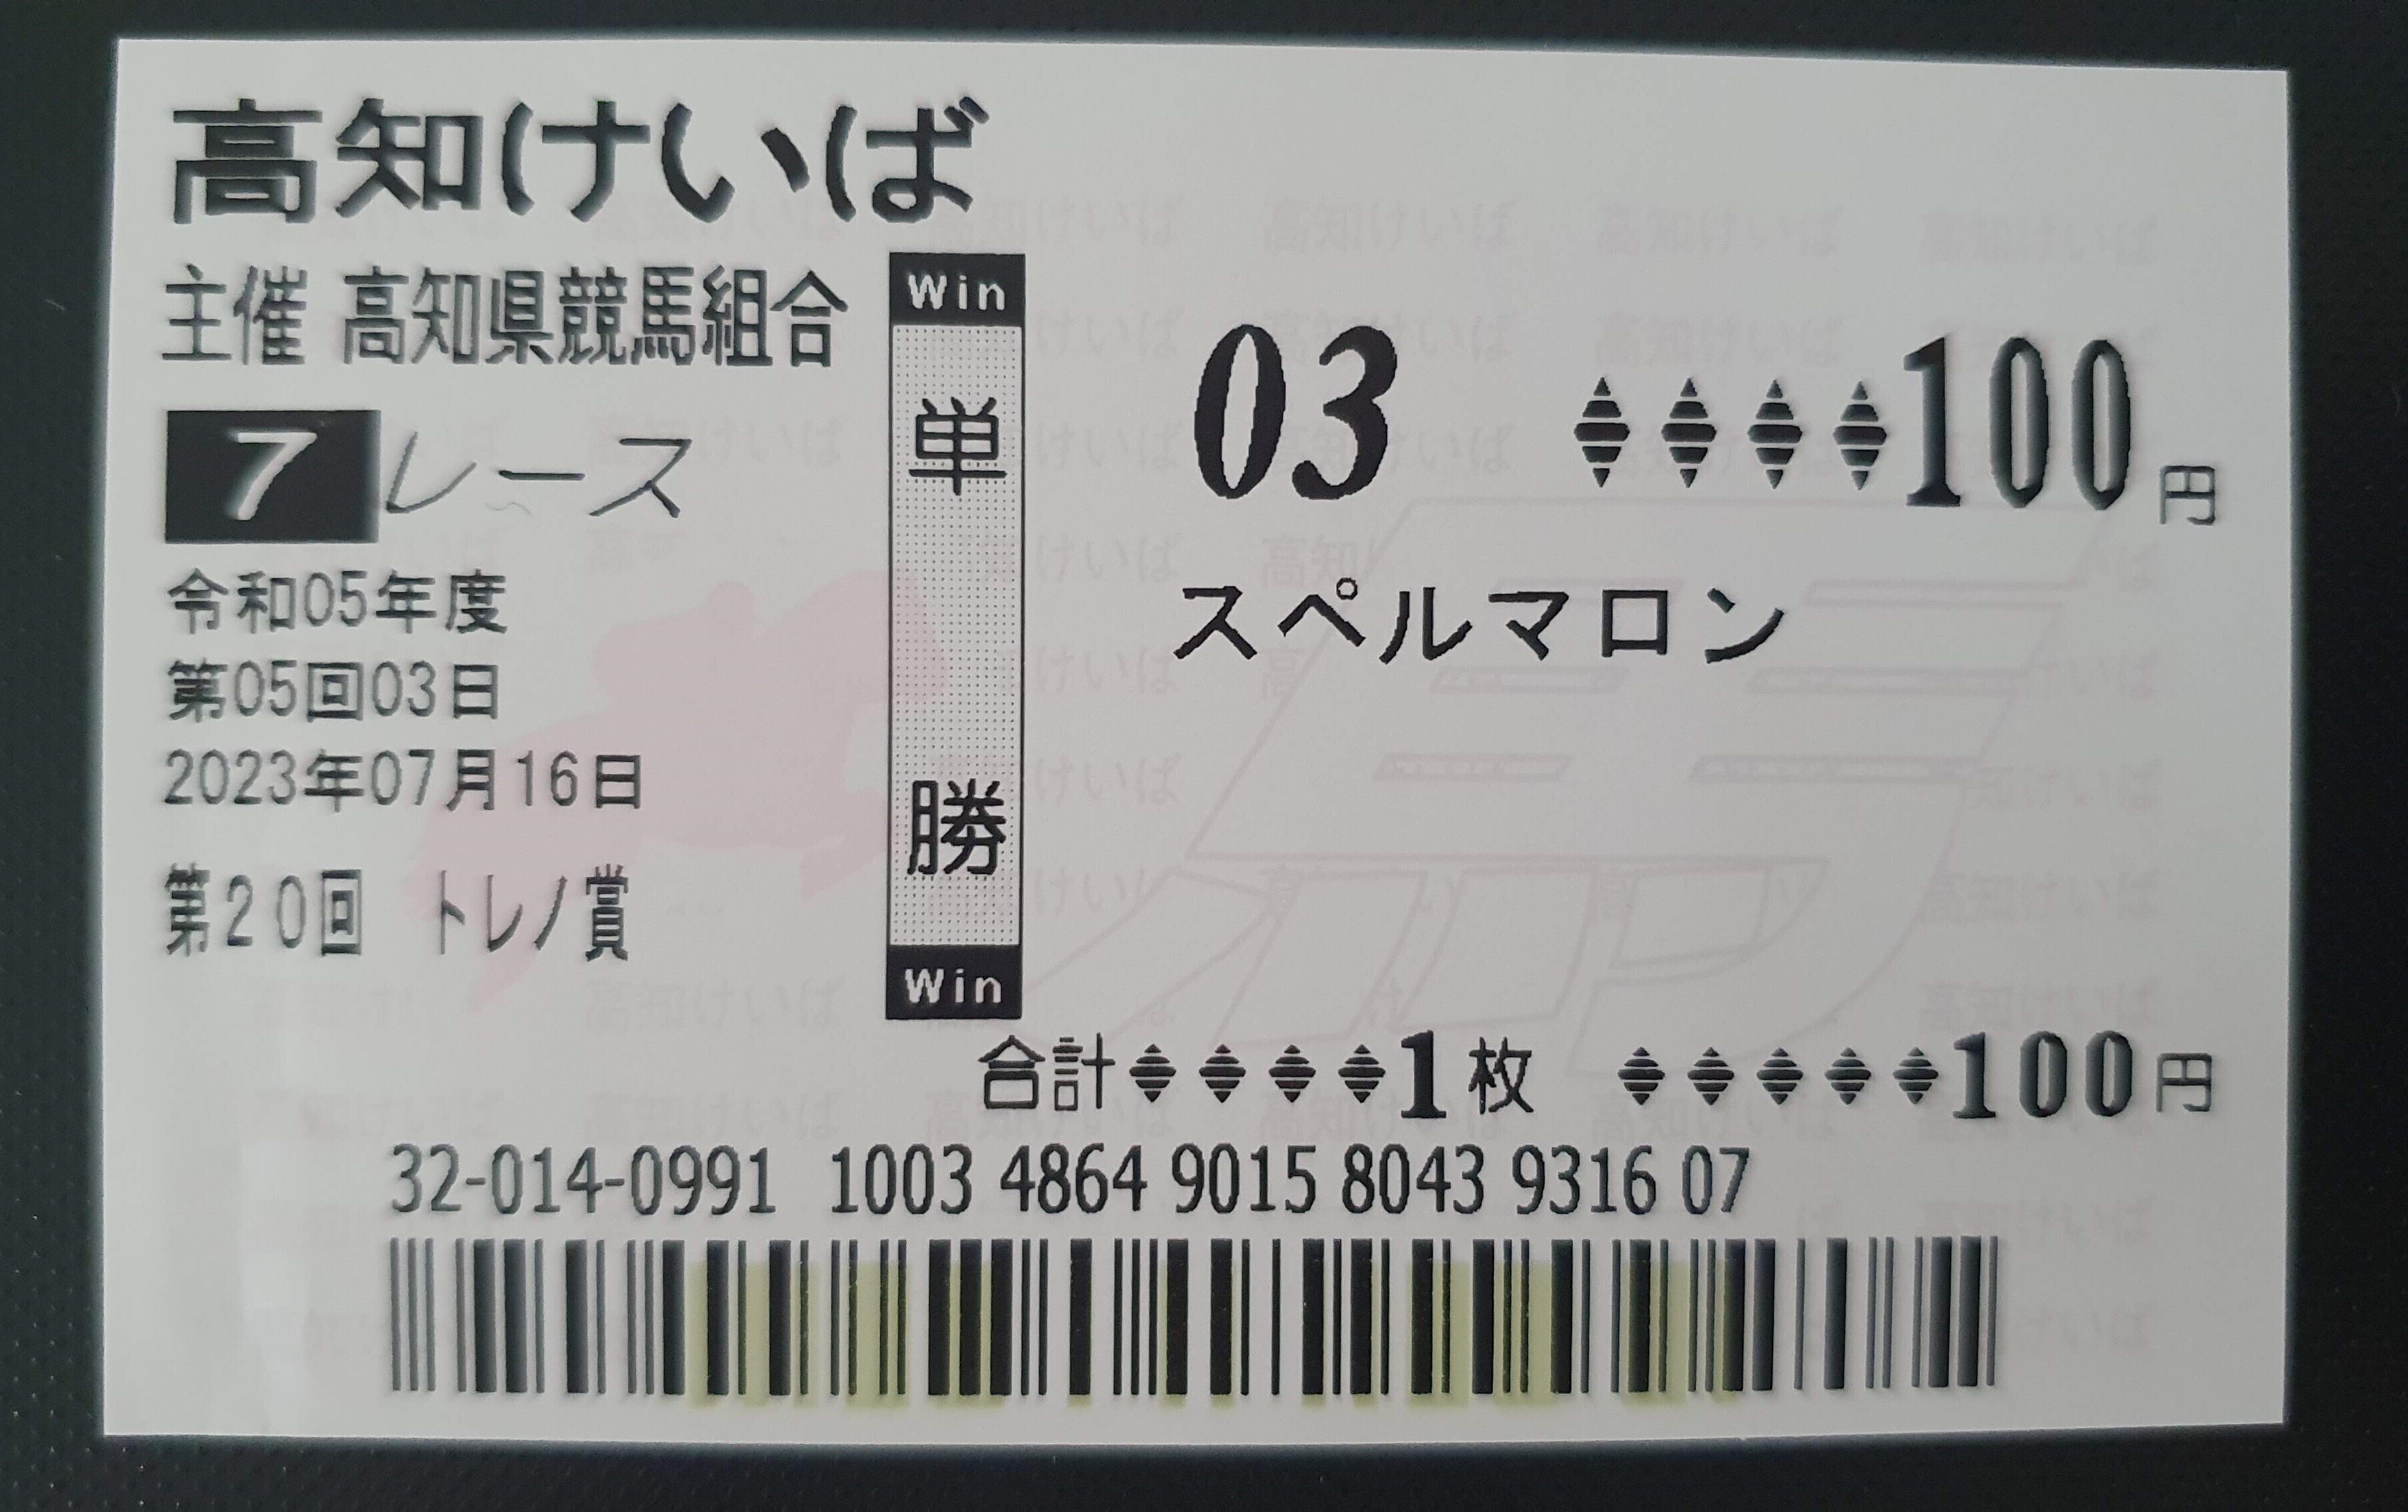 高知けいば
主催 高知県競馬組合
7レース
令和05年度
第05回03日
2023年07月16日
第20回 トレノ賞
Win
単勝
Win
03 100円
スペルマロン
合計1枚 100円
32-014-0991 1003 4864 9015 8043 9316 07